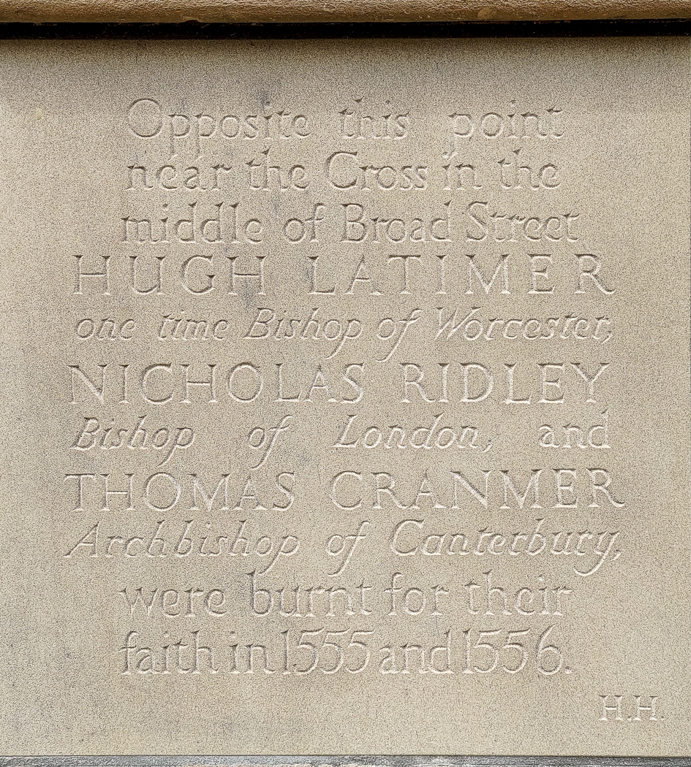 Opposite this point
near the Cross in the
middle of Broad Street
HUGH LATIMER
one time Bishop of Worcester,
NICHOLAS RIDLEY
Bishop of London, and
THOMAS CRANMER
Archbishop of Canterbury,
were burnt for their
faith in 1555 and 1556.
H.H.